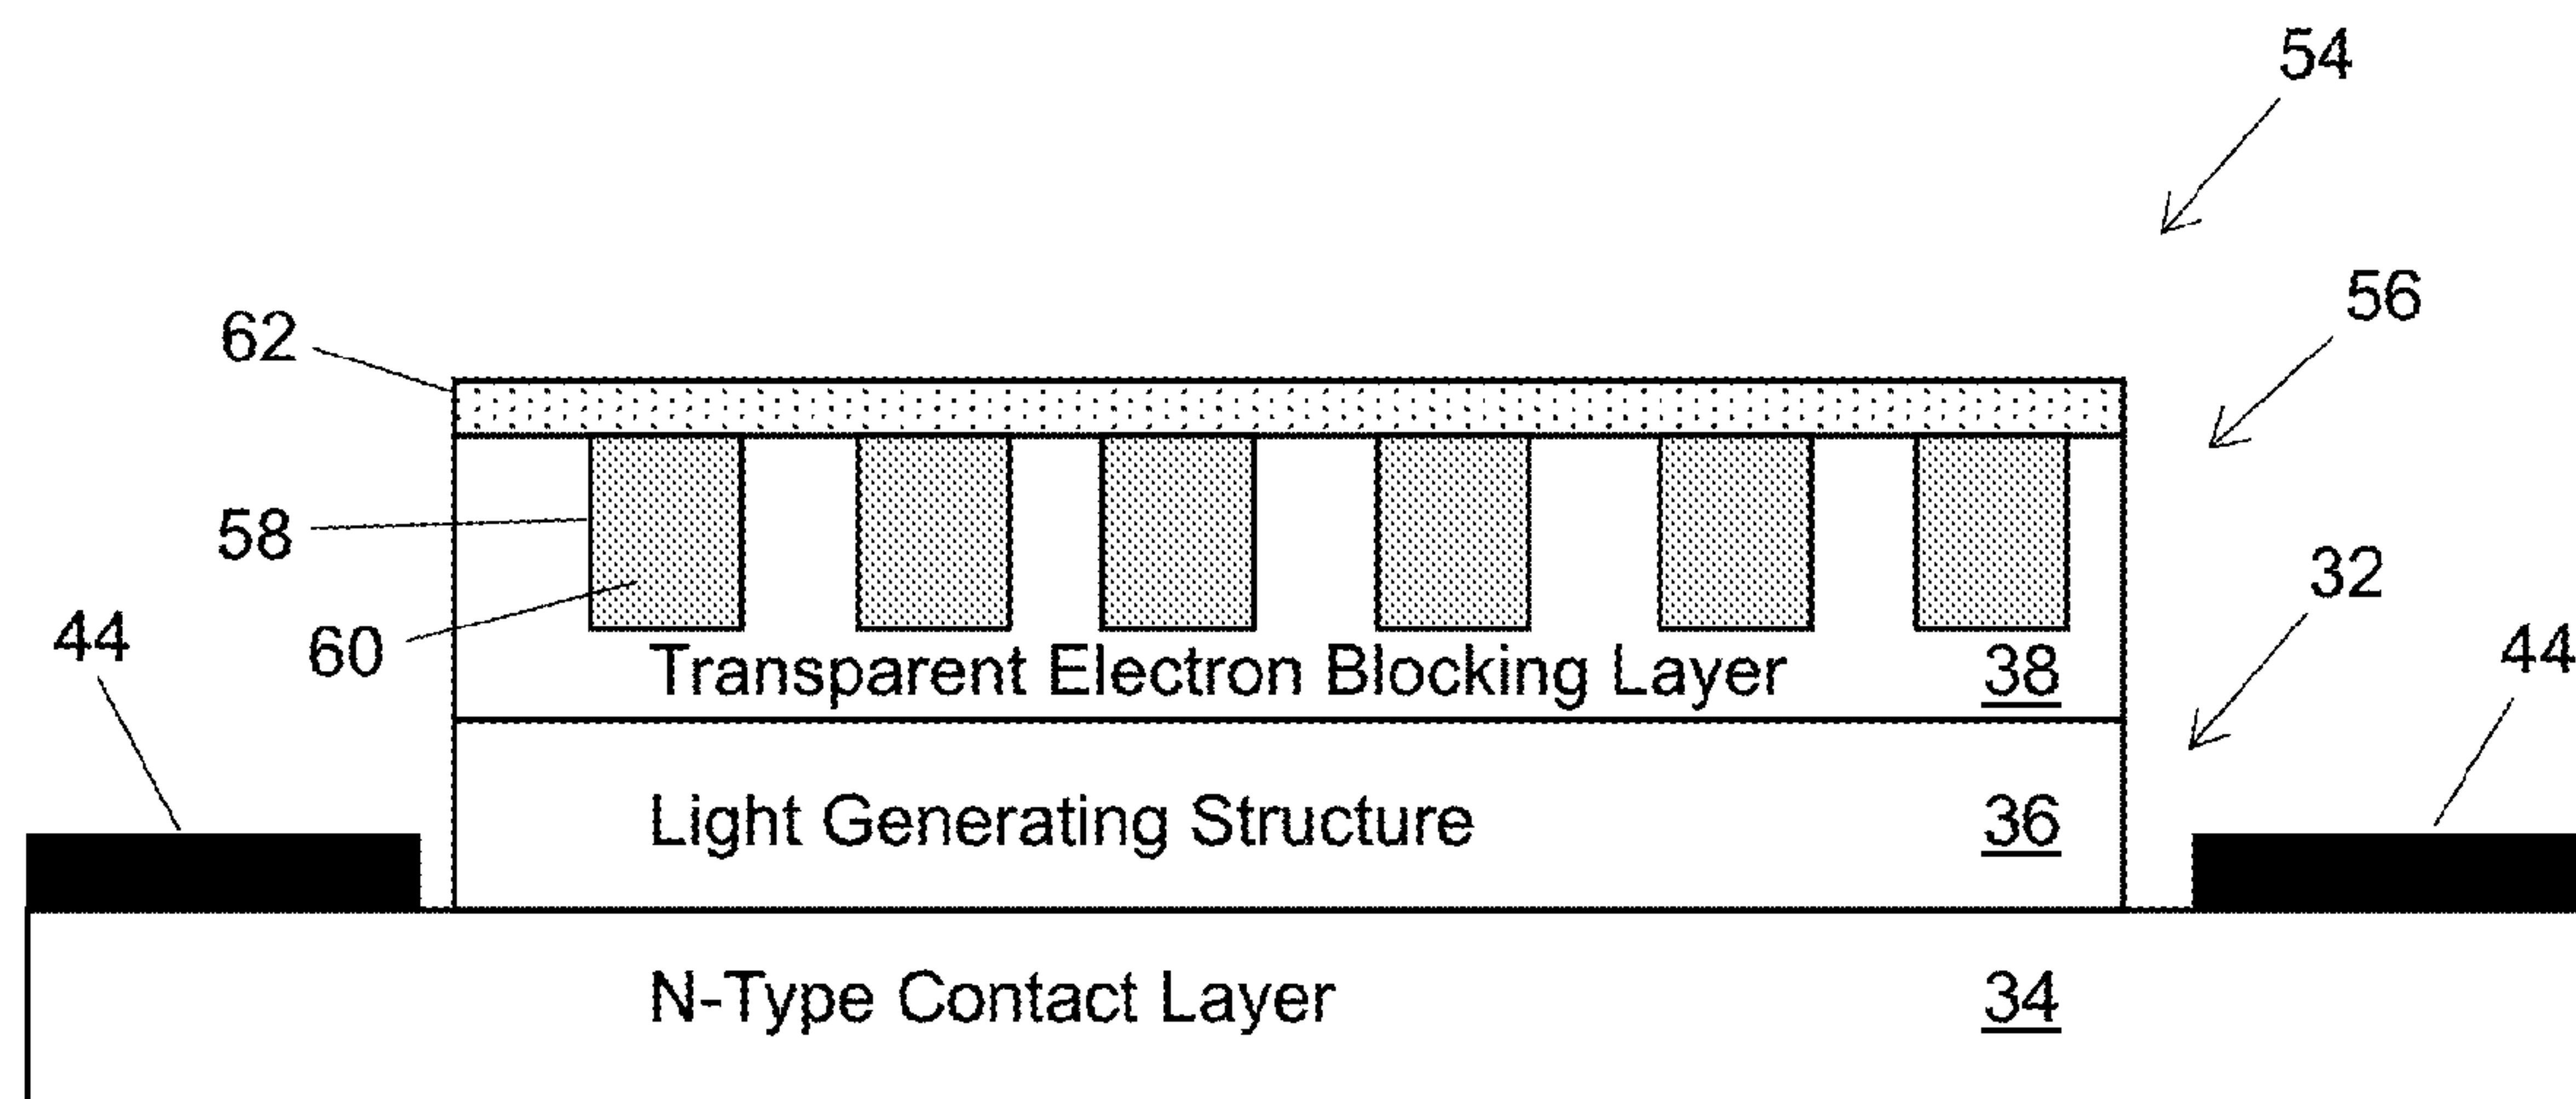 54
56
62
58
32
44
60
44
Transparent Electron Blocking Layer 38
Light Generating Structure 36
N-Type Contact Layer 34